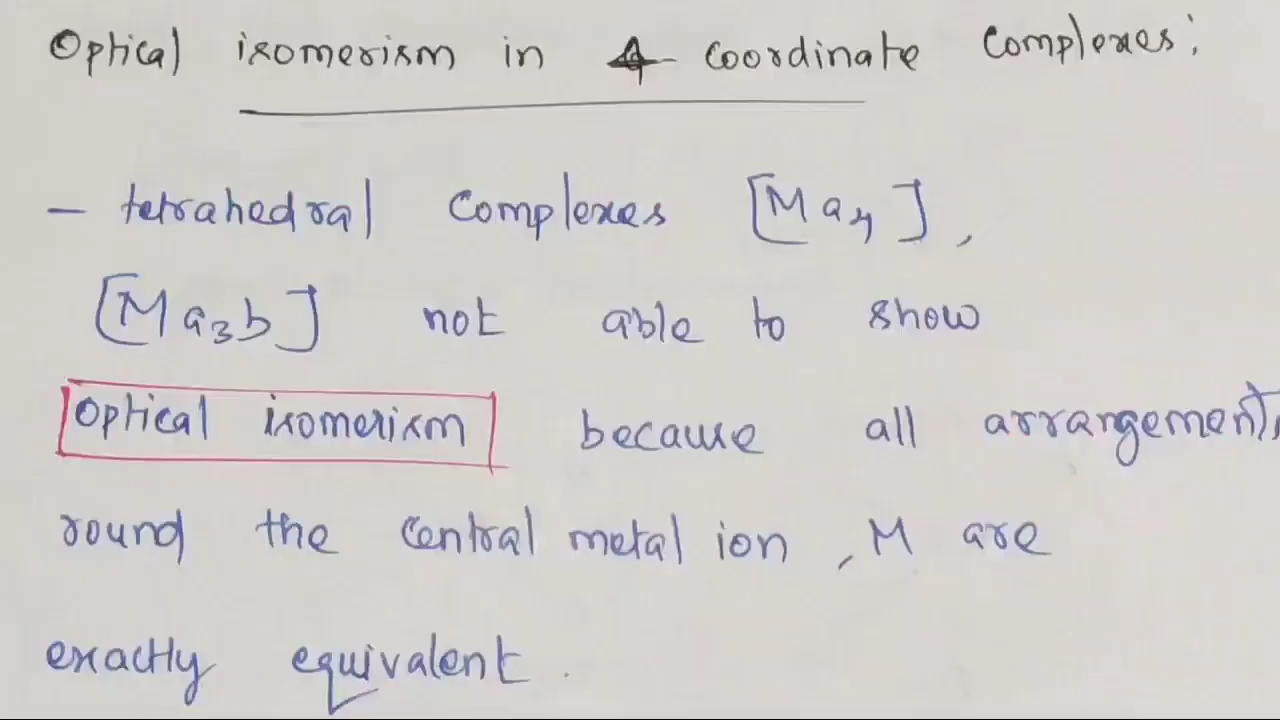 Optical isomerism in 4 coordinate complexes:
- tetrahedral complexes [Ma4],
[Ma3b] not able to show
Optical isomerism because all arrangements
round the central metal ion, M are
exactly equivalent.